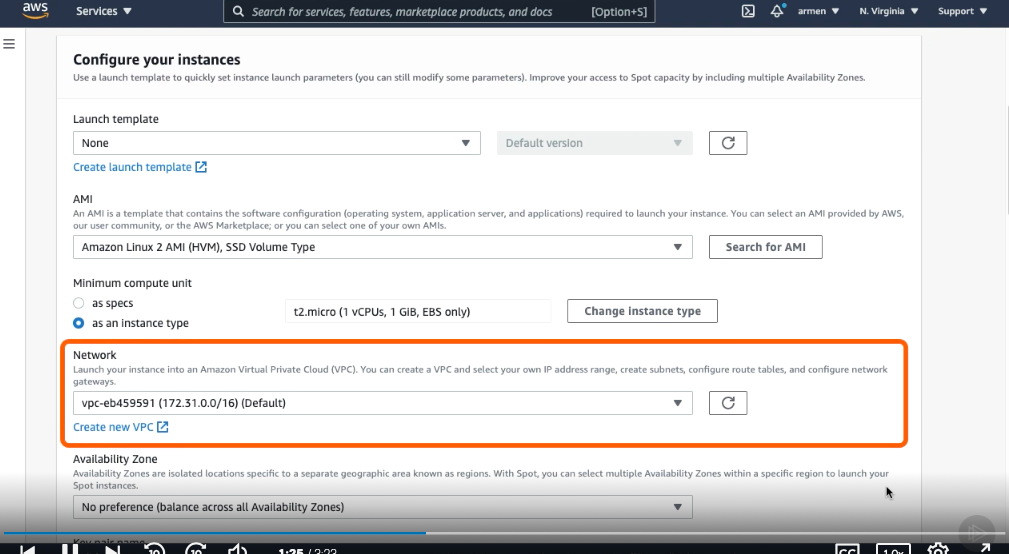 aws
Services
Search for services, features, marketplace products, and docs
[Option+S]
armen
N. Virginia
Support
Configure your instances
Use a launch template to quickly set instance launch parameters (you can still modify some parameters). Improve your access to Spot capacity by including multiple Availability Zones.
Launch template
None
Default version
Create launch template
AMI
An AMI is a template that contains the software configuration (operating system, application server, and applications) required to launch your instance. You can select an AMI provided by AWS,
our user community, or the AWS Marketplace; or you can select one of your own AMIs.
Amazon Linux 2 AMI (HVM), SSD Volume Type
Search for AMI
Minimum compute unit
as specs
as an instance type
t2.micro (1 vCPUs, 1 GiB, EBS only)
Change instance type
Network
Launch your instance into an Amazon Virtual Private Cloud (VPC). You can create a VPC and select your own IP address range, create subnets, configure route tables, and configure network
gateways.
vpc-eb459591 (172.31.0.0/16) (Default)
Create new VPC
Availability Zone
Availability Zones are isolated locations specific to a separate geographic area known as regions. With Spot, you can select multiple Availability Zones within a specific region to launch your
Spot instances.
No preference (balance across all Availability Zones)
Key pair name
10
10
1:25 / 3:23
CC
1.0x